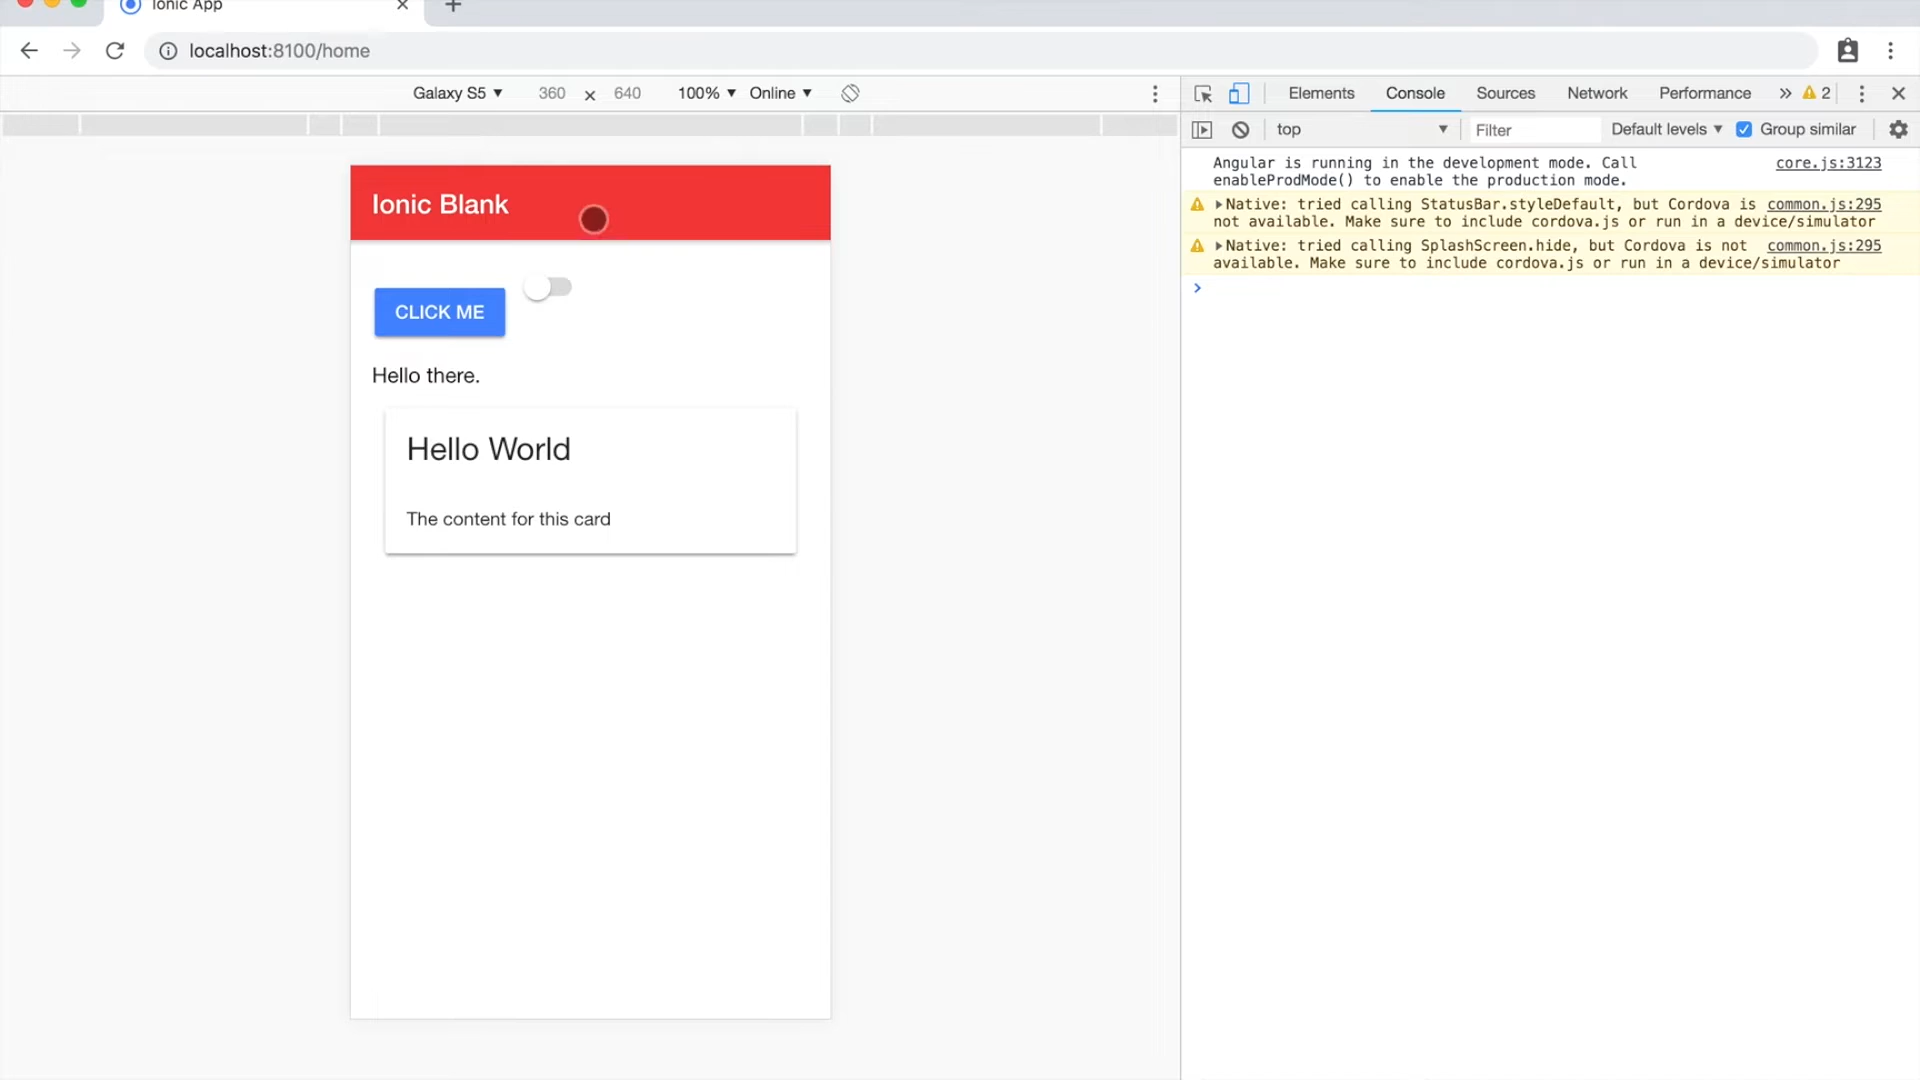 Ionic App
localhost:8100/home
Galaxy S5 360 x 640 100% Online
Elements Console Sources Network Performance » 2
top Filter Default levels Group similar
Angular is running in the development mode. Call core.js:3123
enableProdMode() to enable the production mode.
Native: tried calling StatusBar.styleDefault, but Cordova is common.js:295
not available. Make sure to include cordova.js or run in a device/simulator
Native: tried calling SplashScreen.hide, but Cordova is not common.js:295
available. Make sure to include cordova.js or run in a device/simulator
Ionic Blank
CLICK ME
Hello there.
Hello World
The content for this card